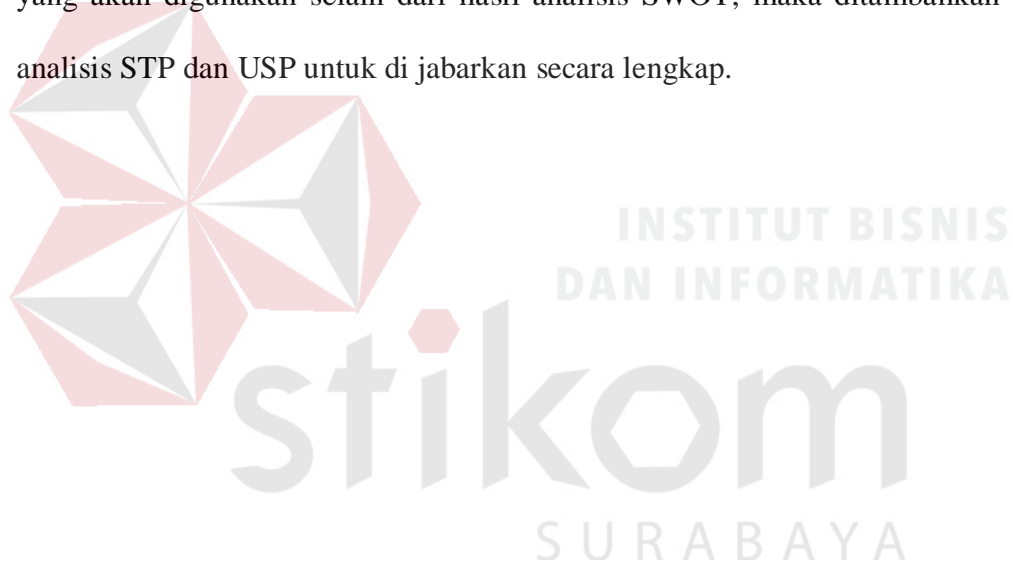 yang akan digunakan selain dari hasil analisis SWOT, maka ditambahkan
analisis STP dan USP untuk di jabarkan secara lengkap.
INSTITUT BISNIS
DAN INFORMATIKA
stikom
SURABAYA